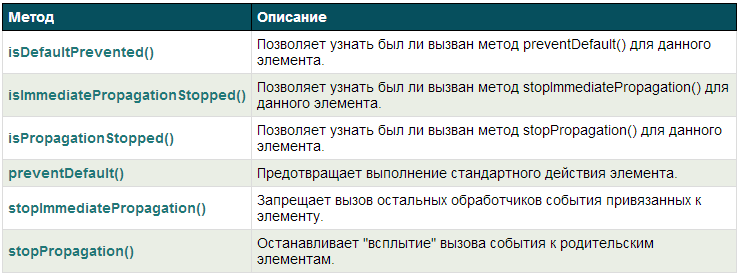 Метод Описание
isDefaultPrevented() Позволяет узнать был ли вызван метод preventDefault() для данного
элемента.
isImmediatePropagationStopped() Позволяет узнать был ли вызван метод stopImmediatePropagation() для
данного элемента.
isPropagationStopped() Позволяет узнать был ли вызван метод stopPropagation() для данного
элемента.
preventDefault() Предотвращает выполнение стандартного действия элемента.
stopImmediatePropagation() Запрещает вызов остальных обработчиков события привязанных к
элементу.
stopPropagation() Останавливает "всплытие" вызова события к родительским
элементам.